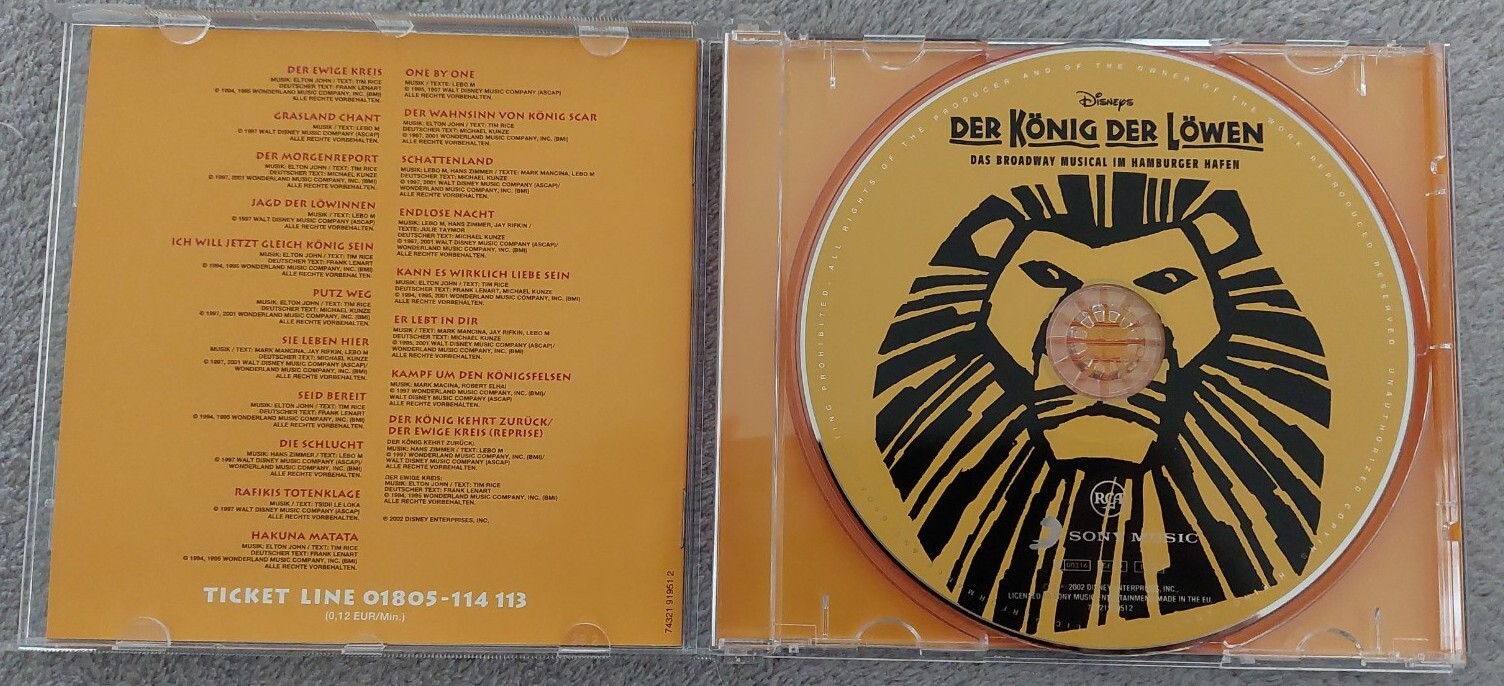 DER EWIGE KREIS
MUSIK: ELTON JOHN / TEXT: TIM RICE
DEUTSCHER TEXT: FRANK LENART
© 1994, 1995 WONDERLAND MUSIC COMPANY, INC. (BMI)
ALLE RECHTE VORBEHALTEN.
GRASLAND CHANT
MUSIK / TEXT: LEBO M
© 1997 WALT DISNEY MUSIC COMPANY (ASCAP)
ALLE RECHTE VORBEHALTEN.
DER MORGENREPORT
MUSIK: ELTON JOHN / TEXT: TIM RICE
DEUTSCHER TEXT: MICHAEL KUNZE
© 1997, 2001 WONDERLAND MUSIC COMPANY, INC. (BMI)
ALLE RECHTE VORBEHALTEN.
JAGD DER LÖWINNEN
MUSIK / TEXT: LEBO M
© 1997 WALT DISNEY MUSIC COMPANY (ASCAP)
ALLE RECHTE VORBEHALTEN.
ICH WILL JETZT GLEICH KÖNIG SEIN
MUSIK: ELTON JOHN / TEXT: TIM RICE
DEUTSCHER TEXT: FRANK LENART
© 1994, 1995 WONDERLAND MUSIC COMPANY, INC. (BMI)
ALLE RECHTE VORBEHALTEN.
PUTZ WEG
MUSIK: ELTON JOHN / TEXT: TIM RICE
DEUTSCHER TEXT: MICHAEL KUNZE
© 1997, 2001 WONDERLAND MUSIC COMPANY, INC. (BMI)
ALLE RECHTE VORBEHALTEN.
SIE LEBEN HIER
MUSIK / TEXT: MARK MANCINA, JAY RIFKIN, LEBO M
DEUTSCHER TEXT: MICHAEL KUNZE
© 1997, 2001 WALT DISNEY MUSIC COMPANY (ASCAP)/
WONDERLAND MUSIC COMPANY, INC. (BMI)
ALLE RECHTE VORBEHALTEN.
SEID BEREIT
MUSIK: ELTON JOHN / TEXT: TIM RICE
DEUTSCHER TEXT: FRANK LENART
© 1994, 1995 WONDERLAND MUSIC COMPANY, INC. (BMI)
ALLE RECHTE VORBEHALTEN.
DIE SCHLUCHT
MUSIK: HANS ZIMMER / TEXT: LEBO M
© 1997 WALT DISNEY MUSIC COMPANY (ASCAP)/
WONDERLAND MUSIC COMPANY, INC. (BMI)
ALLE RECHTE VORBEHALTEN.
RAFIKIS TOTENKLAGE
MUSIK / TEXT: TSIDII LE LOKA
© 1997 WALT DISNEY MUSIC COMPANY (ASCAP)
ALLE RECHTE VORBEHALTEN.
HAKUNA MATATA
MUSIK: ELTON JOHN / TEXT: TIM RICE
DEUTSCHER TEXT: FRANK LENART
© 1994, 1995 WONDERLAND MUSIC COMPANY, INC. (BMI)
ALLE RECHTE VORBEHALTEN.
ONE BY ONE
MUSIK / TEXTE: LEBO M
© 1995, 1997 WALT DISNEY MUSIC COMPANY (ASCAP)
ALLE RECHTE VORBEHALTEN.
DER WAHNSINN VON KÖNIG SCAR
MUSIK: ELTON JOHN / TEXT: TIM RICE
DEUTSCHER TEXT: MICHAEL KUNZE
© 1997, 2001 WONDERLAND MUSIC COMPANY, INC. (BMI)
ALLE RECHTE VORBEHALTEN.
SCHATTENLAND
MUSIK: LEBO M, HANS ZIMMER / TEXTE: MARK MANCINA, LEBO M
DEUTSCHER TEXT: MICHAEL KUNZE
© 1997, 2001 WALT DISNEY MUSIC COMPANY (ASCAP)/
WONDERLAND MUSIC COMPANY, INC. (BMI)
ALLE RECHTE VORBEHALTEN.
ENDLOSE NACHT
MUSIK: LEBO M, HANS ZIMMER, JAY RIFKIN /
TEXTE: JULIE TAYMOR
DEUTSCHER TEXT: MICHAEL KUNZE
© 1997, 2001 WALT DISNEY MUSIC COMPANY (ASCAP)/
WONDERLAND MUSIC COMPANY, INC. (BMI)
ALLE RECHTE VORBEHALTEN.
KANN ES WIRKLICH LIEBE SEIN
MUSIK: ELTON JOHN / TEXT: TIM RICE
DEUTSCHER TEXT: FRANK LENART, MICHAEL KUNZE
© 1994, 1995, 2001 WONDERLAND MUSIC COMPANY, INC. (BMI)
ALLE RECHTE VORBEHALTEN.
ER LEBT IN DIR
MUSIK / TEXT: MARK MANCINA, JAY RIFKIN, LEBO M
DEUTSCHER TEXT: MICHAEL KUNZE
© 1995, 2001 WALT DISNEY MUSIC COMPANY (ASCAP)/
WONDERLAND MUSIC COMPANY, INC. (BMI)
ALLE RECHTE VORBEHALTEN.
KAMPF UM DEN KÖNIGSFELSEN
MUSIK: MARK MACINA, ROBERT ELHAI
© 1997 WONDERLAND MUSIC COMPANY, INC. (BMI)/
WALT DISNEY MUSIC COMPANY (ASCAP)
ALLE RECHTE VORBEHALTEN.
DER KÖNIG KEHRT ZURÜCK/
DER EWIGE KREIS (REPRISE)
DER KÖNIG KEHRT ZURÜCK:
MUSIK: HANS ZIMMER / TEXT: LEBO M
© 1997 WONDERLAND MUSIC COMPANY, INC. (BMI)/
WALT DISNEY MUSIC COMPANY (ASCAP)
ALLE RECHTE VORBEHALTEN.
DER EWIGE KREIS:
MUSIK: ELTON JOHN / TEXT: TIM RICE
DEUTSCHER TEXT: FRANK LENART
© 1994, 1995 WONDERLAND MUSIC COMPANY, INC. (BMI)
ALLE RECHTE VORBEHALTEN.
© 2002 DISNEY ENTERPRISES, INC.
TICKET LINE 01805-114 113
(0,12 EUR/Min.)
74321 91951 2
DISNEYS
DER KÖNIG DER LÖWEN
DAS BROADWAY MUSICAL IM HAMBURGER HAFEN
RCA
SONY MUSIC
2002 DISNEY ENTERPRISES, INC.
MADE IN THE EU
ALL RIGHTS OF THE PRODUCER AND OF THE OWNER OF THE WORK REPRODUCED RESERVED UNAUTHORIZED COPYING